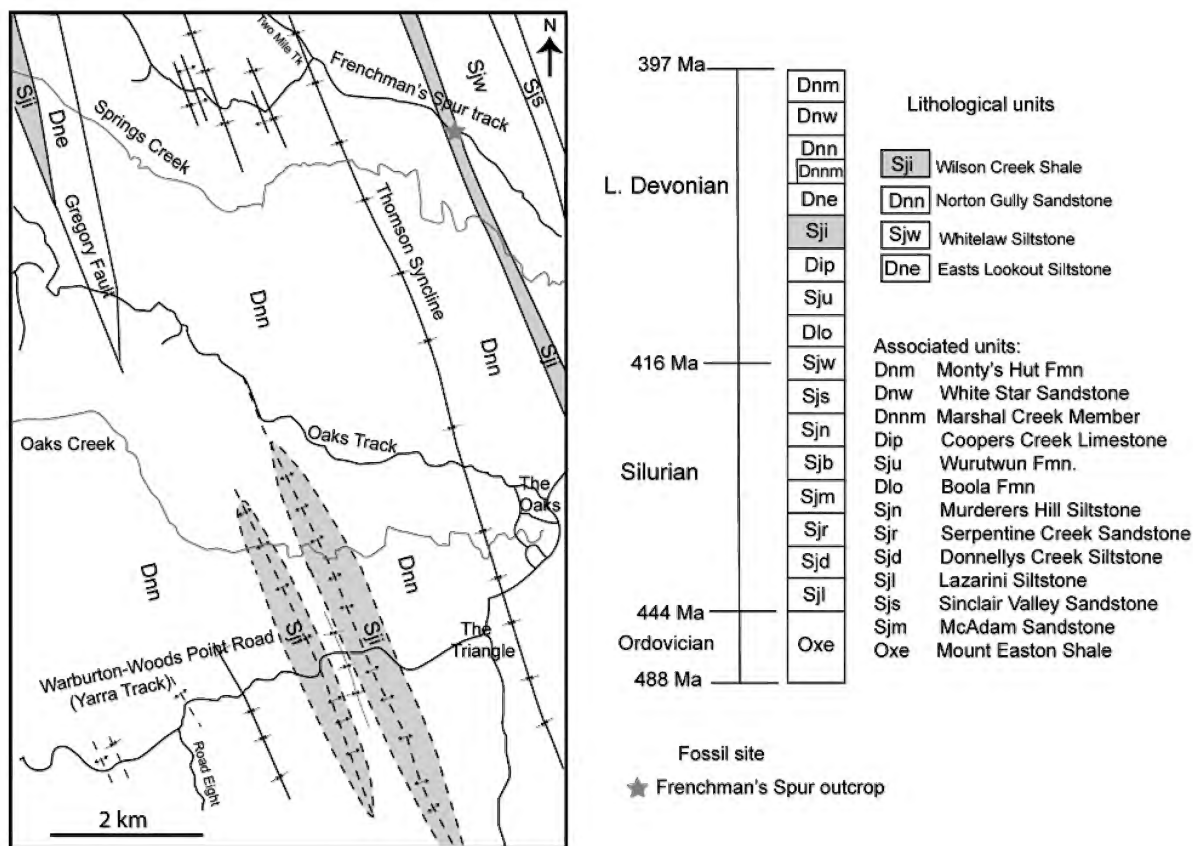 N
Two Mile Tk
Frenchman's Spur track
Sjw
Sjs
Sji
Dne
Springs Creek
Gregory Fault
Thomson Syncline
Dnn
Dnn
Sji
Oaks Creek
Oaks Track
The
Oaks
Dnn
Dnn
Sji
Sji
Warburton-Woods Point Road
(Yarra Track)
The
Triangle
Road Eight
2 km
397 Ma
L. Devonian
416 Ma
Silurian
444 Ma
Ordovician
488 Ma
Dnm
Dnw
Dnn
Dnnm
Dne
Sji
Dip
Sju
Dlo
Sjw
Sjs
Sjn
Sjb
Sjm
Sjr
Sjd
Sjl
Oxe
Lithological units
Sji Wilson Creek Shale
Dnn Norton Gully Sandstone
Sjw Whitelaw Siltstone
Dne Easts Lookout Siltstone
Associated units:
Dnm Monty's Hut Fmn
Dnw White Star Sandstone
Dnnm Marshal Creek Member
Dip Coopers Creek Limestone
Sju Wurutwun Fmn.
Dlo Boola Fmn
Sjn Murderers Hill Siltstone
Sjr Serpentine Creek Sandstone
Sjd Donnellys Creek Siltstone
Sjl Lazarini Siltstone
Sjs Sinclair Valley Sandstone
Sjm McAdam Sandstone
Oxe Mount Easton Shale
Fossil site
Frenchman's Spur outcrop